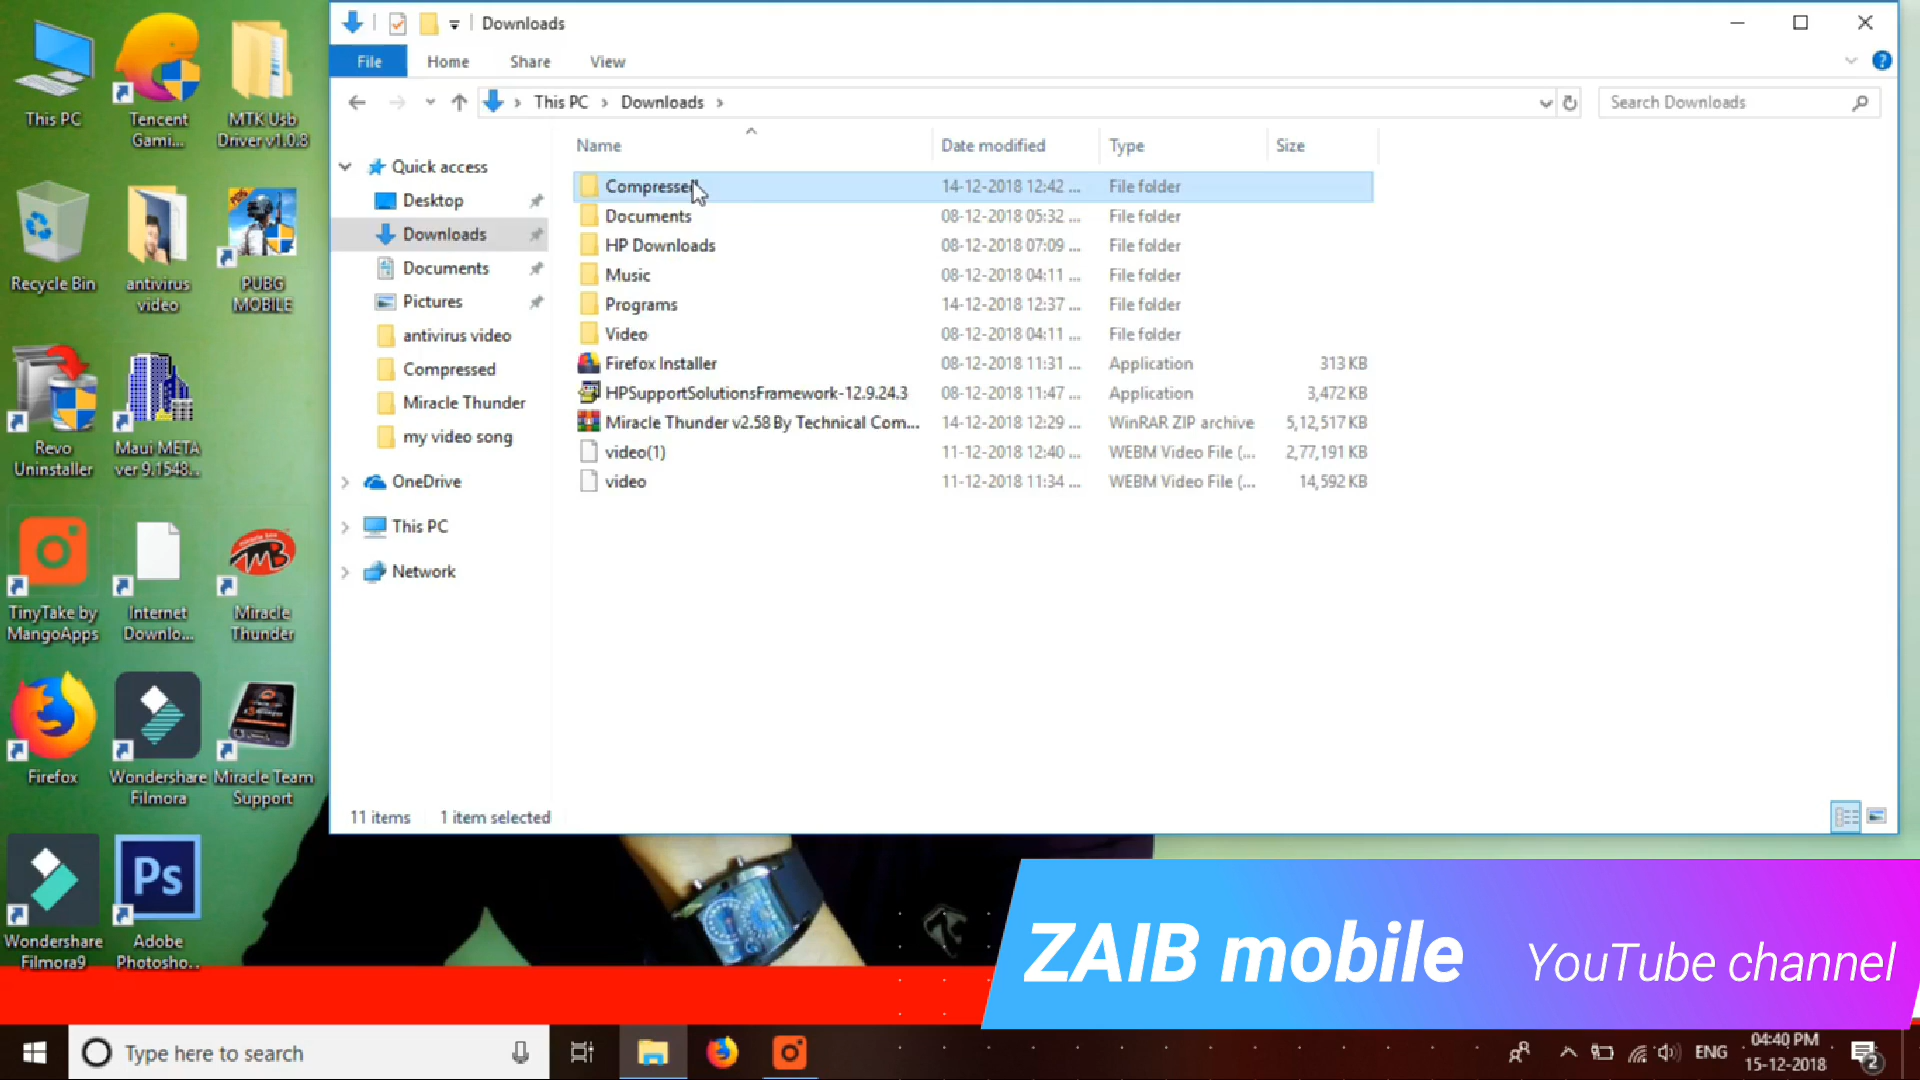 This PC
Tencent
Gami...
MTK Usb
Driver v1.0.8
Recycle Bin
antivirus
video
PUBG
MOBILE
Revo
Uninstaller
Maui META
ver 9.1548...
TinyTake by
MangoApps
Internet
Downlo...
Miracle
Thunder
Firefox
Wondershare
Filmora
Miracle Team
Support
Wondershare
Filmora9
Ps
Adobe
Photosho...
Downloads
File
Home
Share
View
This PC
Downloads
Search Downloads
Quick access
Desktop
Downloads
Documents
Pictures
antivirus video
Compressed
Miracle Thunder
my video song
OneDrive
This PC
Network
Name Date modified Type Size
Compressed 14-12-2018 12:42 ... File folder
Documents 08-12-2018 05:32 ... File folder
HP Downloads 08-12-2018 07:09 ... File folder
Music 08-12-2018 04:11 ... File folder
Programs 14-12-2018 12:37 ... File folder
Video 08-12-2018 04:11 ... File folder
Firefox Installer 08-12-2018 11:31 ... Application 313 KB
HPSupportSolutionsFramework-12.9.24.3 08-12-2018 11:47 ... Application 3,472 KB
Miracle Thunder v2.58 By Technical Com... 14-12-2018 12:29 ... WinRAR ZIP archive 5,12,517 KB
video(1) 11-12-2018 12:40 ... WEBM Video File (... 2,77,191 KB
video 11-12-2018 11:34 ... WEBM Video File (... 14,592 KB
11 items 1 item selected
ZAIB mobile YouTube channel
Type here to search
ENG
04:40 PM
15-12-2018
2